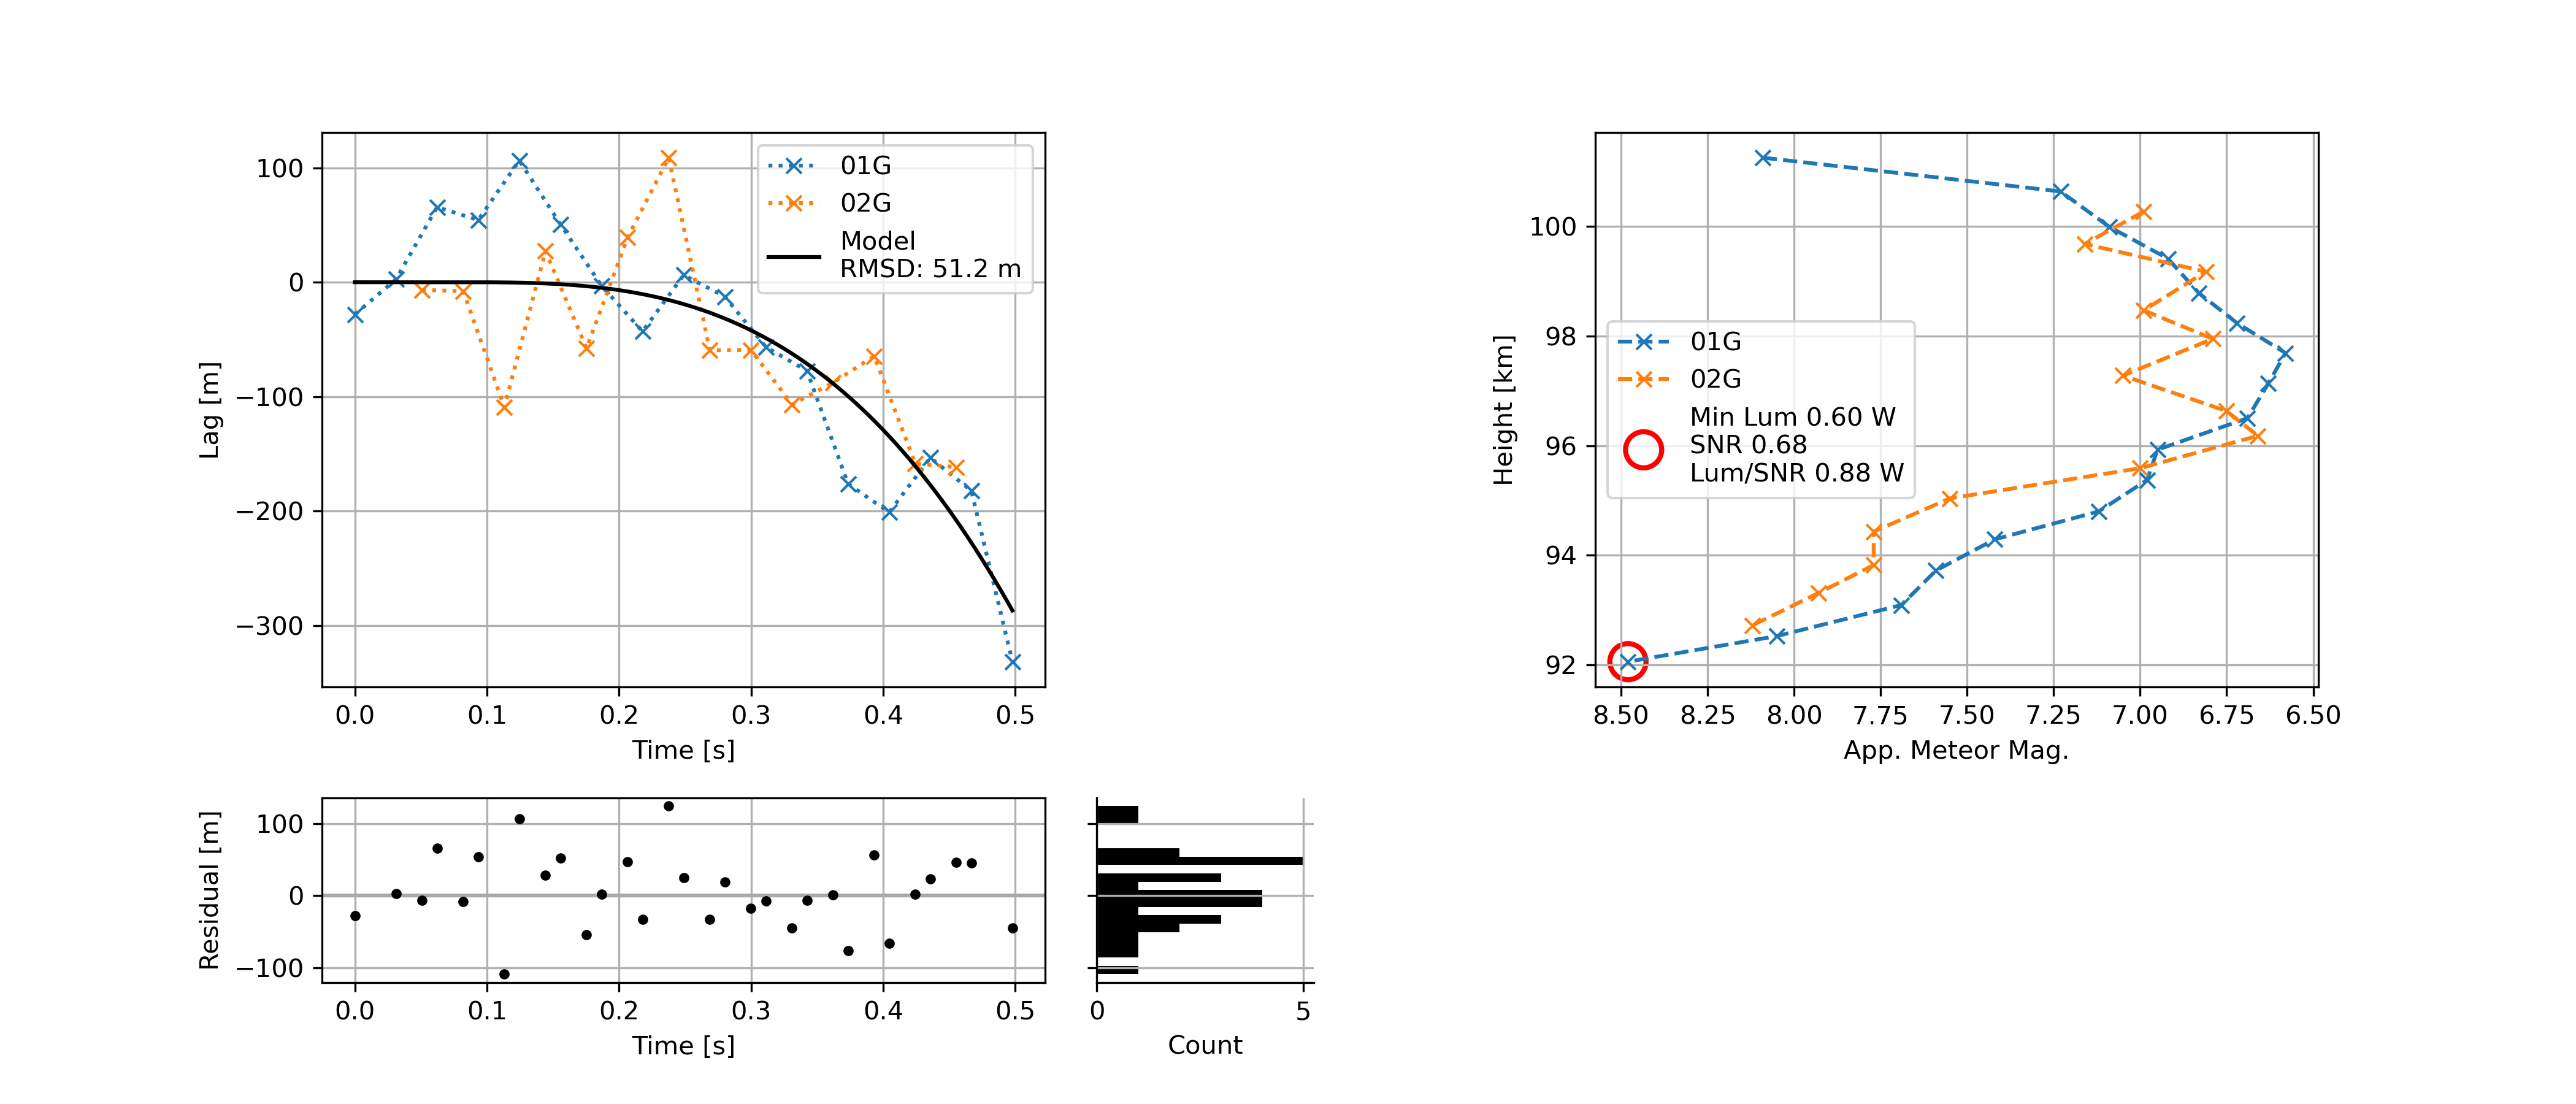 100
0
−100
−200
−300
Lag [m]
01G
02G
Model
RMSD: 51.2 m
0.0 0.1 0.2 0.3 0.4 0.5
Time [s]
100
98
96
94
92
Height [km]
01G
02G
Min Lum 0.60 W
SNR 0.68
Lum/SNR 0.88 W
8.50 8.25 8.00 7.75 7.50 7.25 7.00 6.75 6.50
App. Meteor Mag.
100
0
−100
Residual [m]
0.0 0.1 0.2 0.3 0.4 0.5
Time [s]
0 5
Count